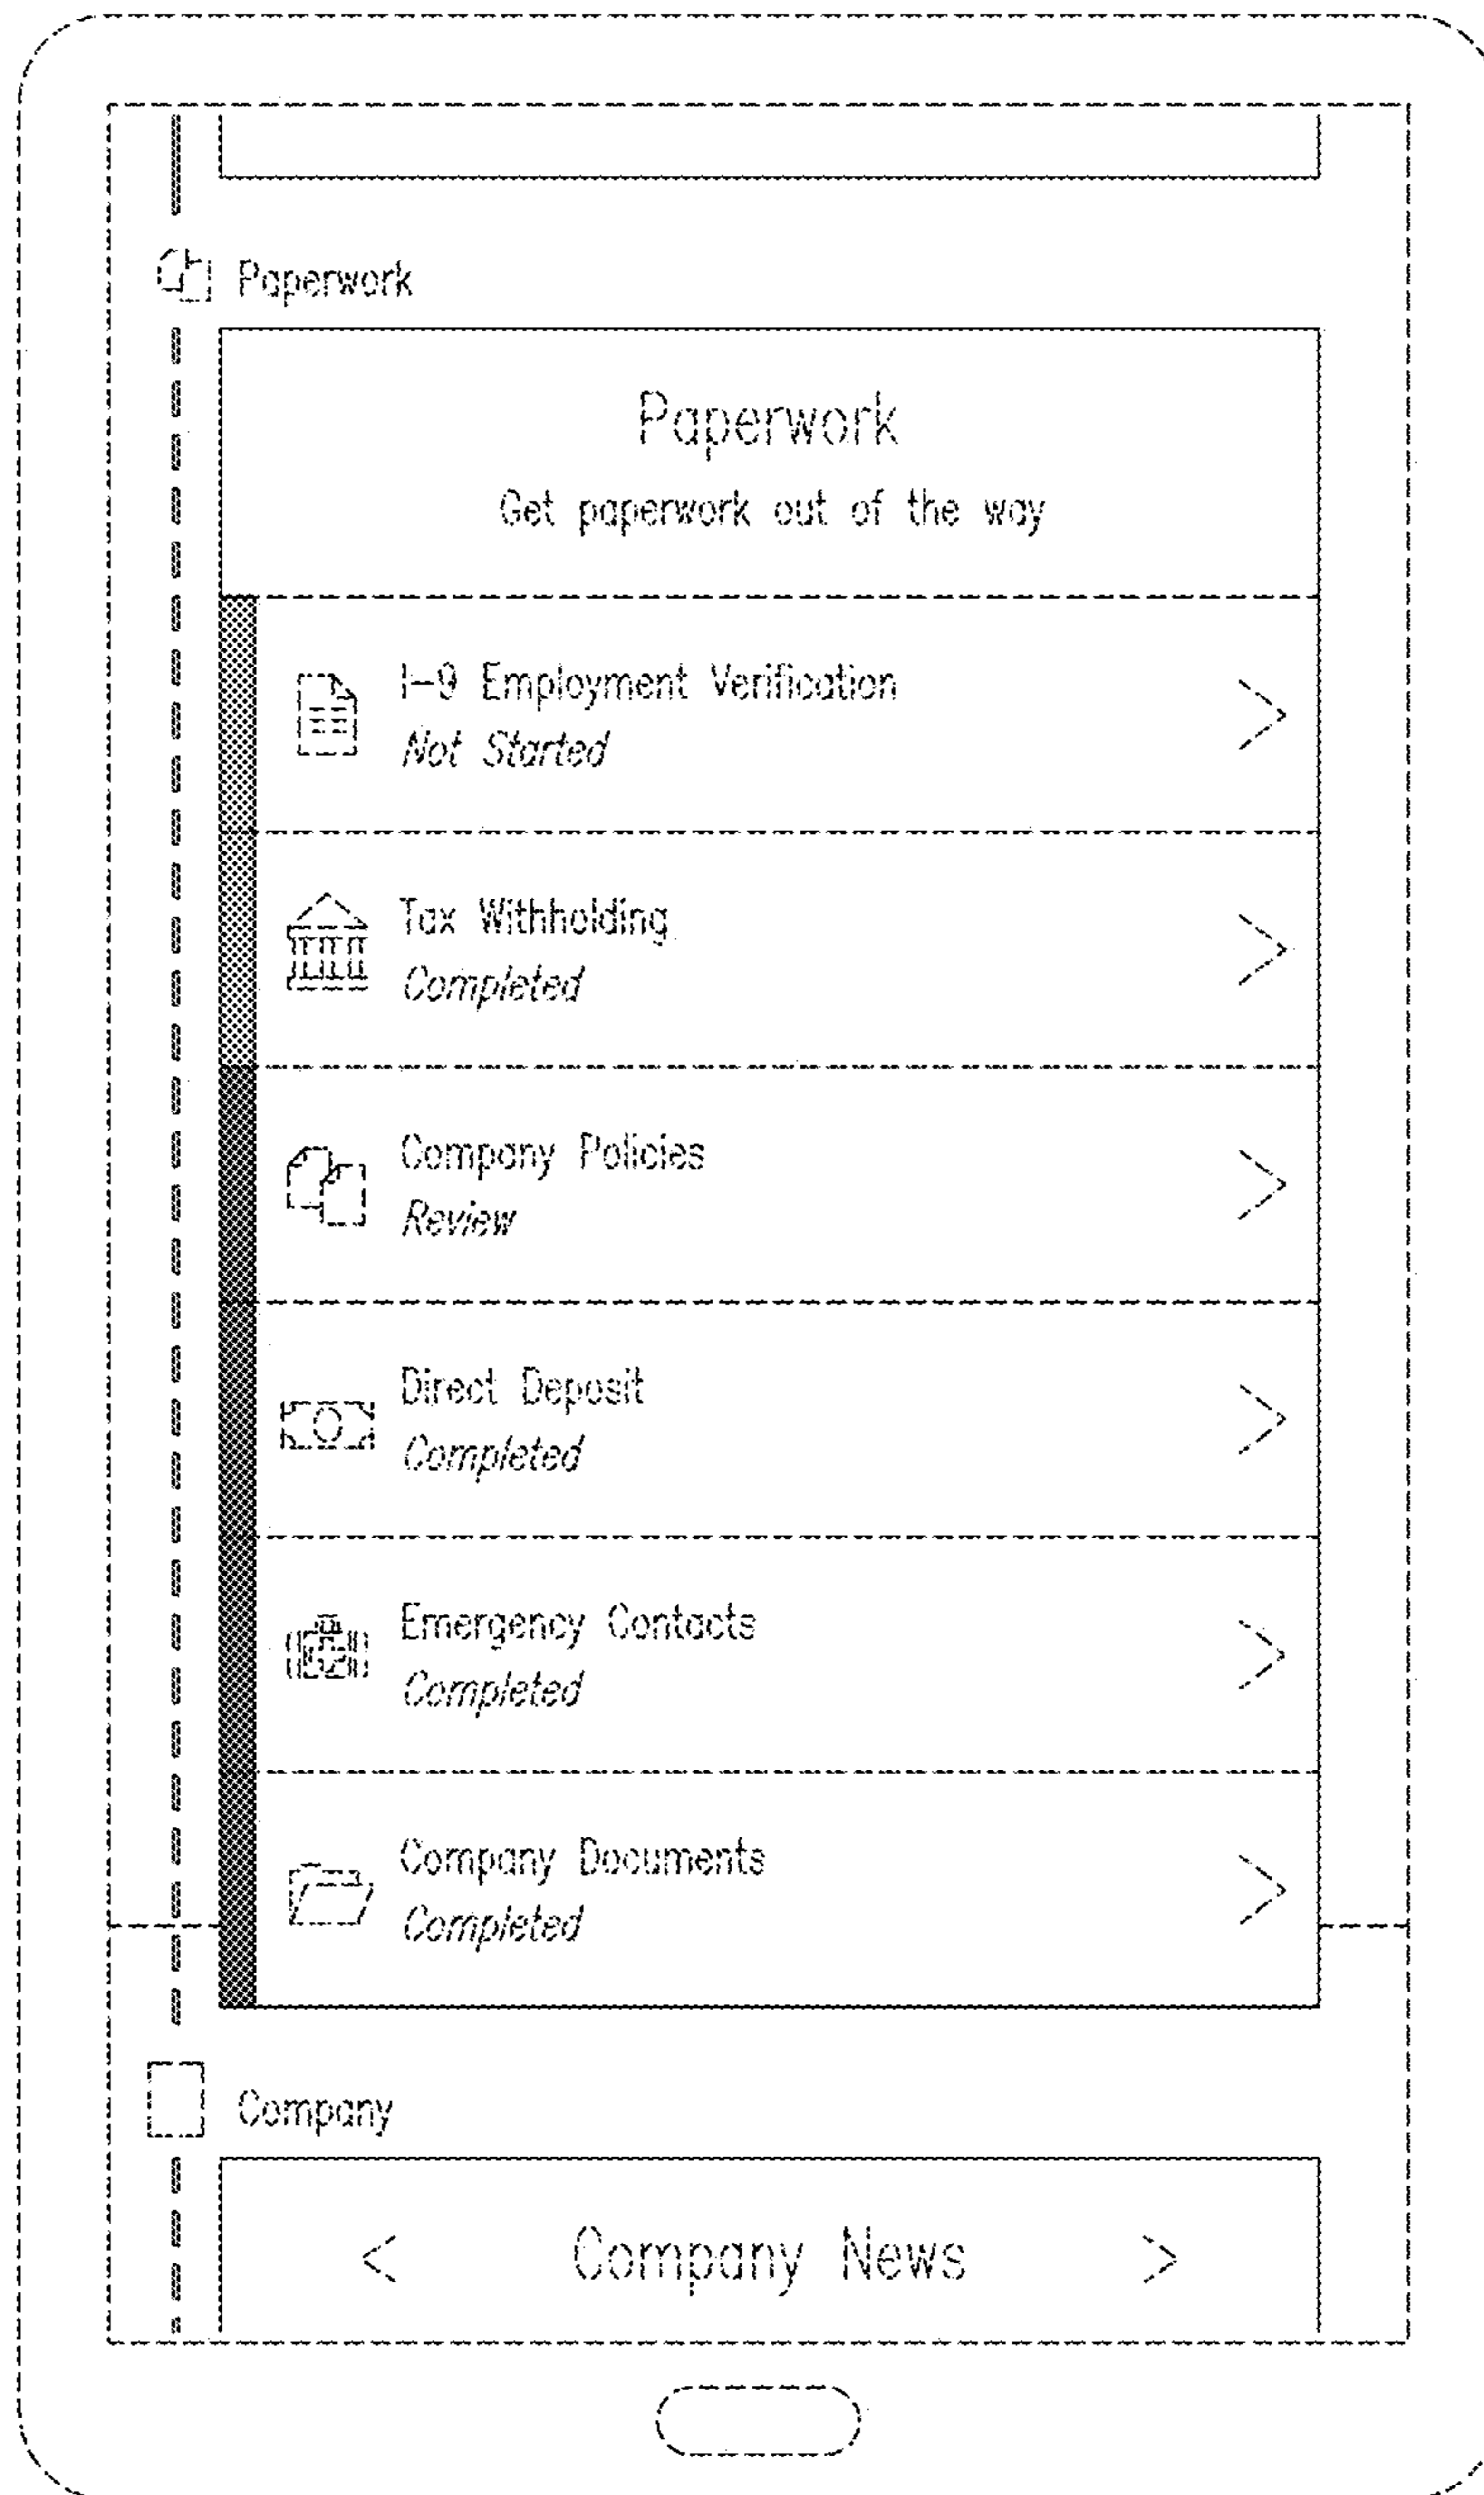 Paperwork
Paperwork
Get paperwork out of the way
I-9 Employment Verification
Not Started
Tax Withholding
Completed
Company Policies
Review
Direct Deposit
Completed
Emergency Contacts
Completed
Company Documents
Completed
Company
< Company News >